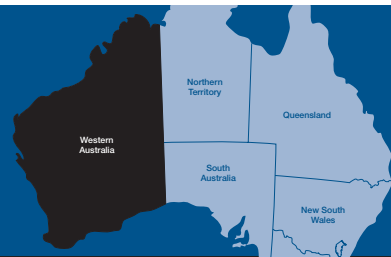 Northern
Territory
Queensland
Western
Australia
South
Australia
New South
Wales